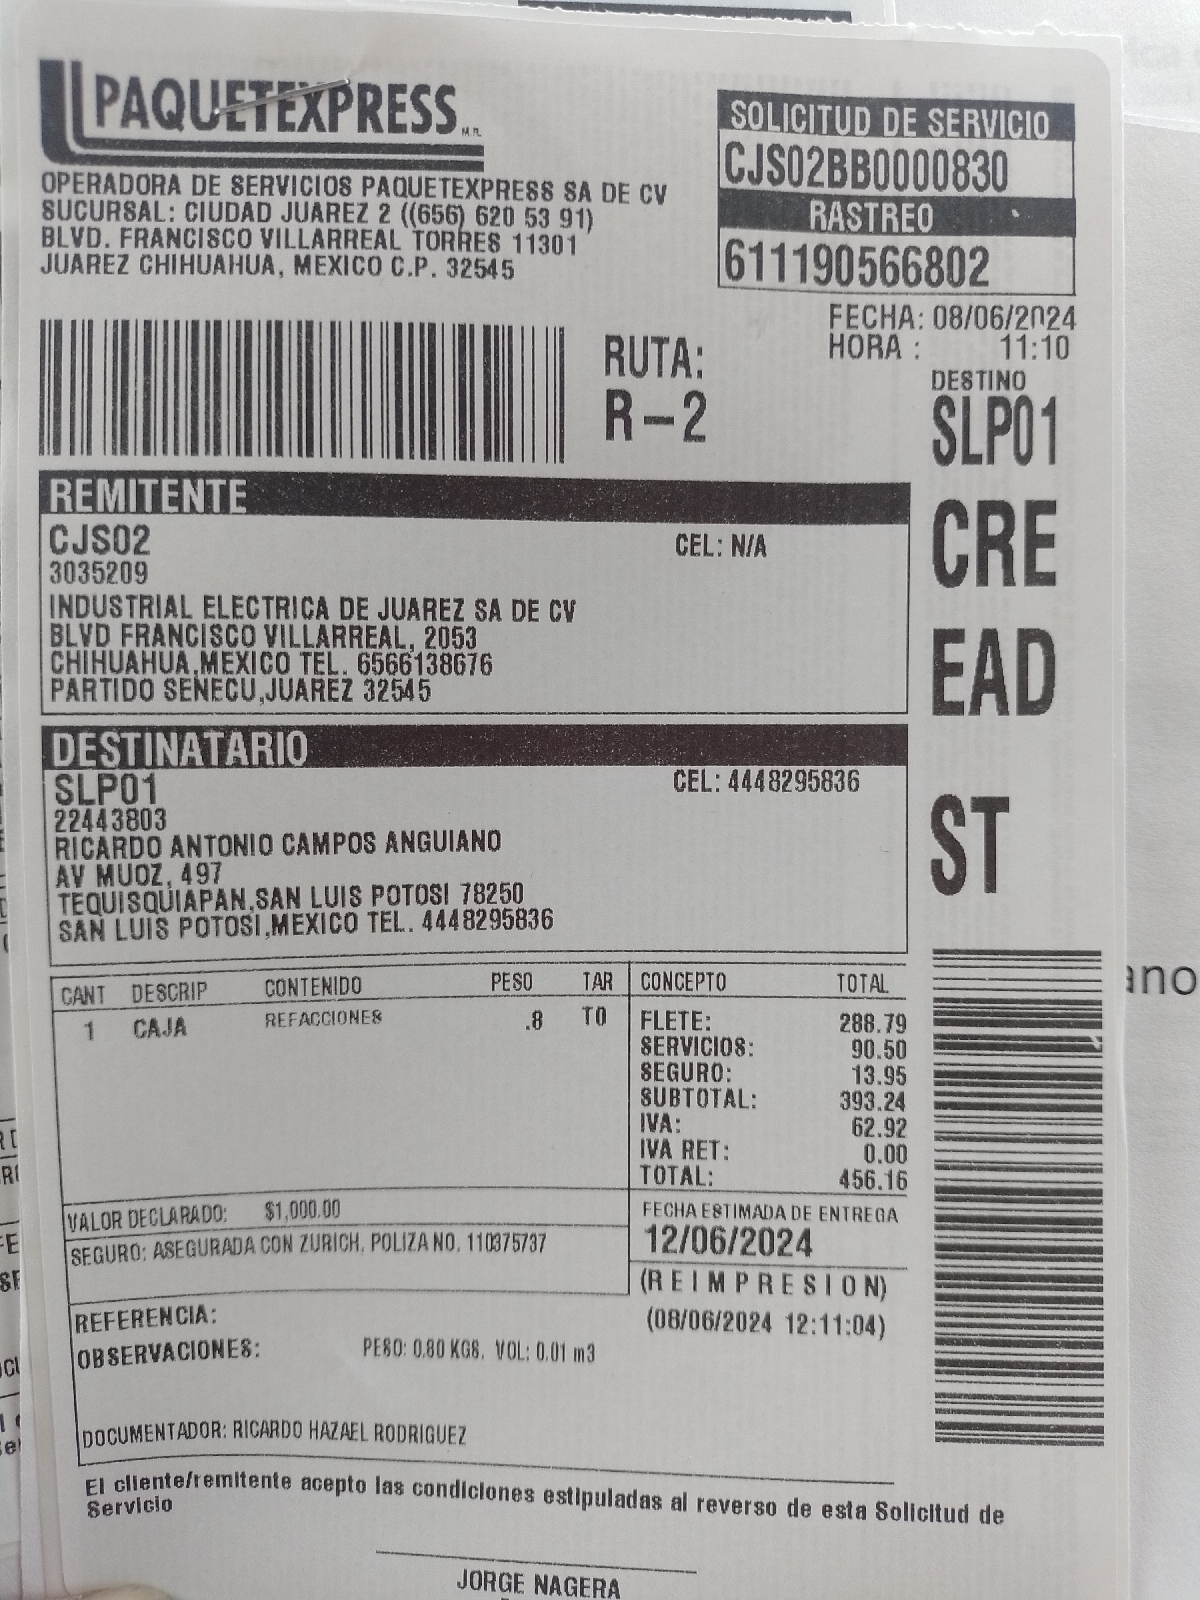 PAQUETEXPRESS M.R.
OPERADORA DE SERVICIOS PAQUETEXPRESS SA DE CV
SUCURSAL: CIUDAD JUAREZ 2 ((656) 620 53 91)
BLVD. FRANCISCO VILLARREAL TORRES 11301
JUAREZ CHIHUAHUA, MEXICO C.P. 32545
SOLICITUD DE SERVICIO
CJS02BB0000830
RASTREO
611190566802
FECHA: 08/06/2024
HORA : 11:10
RUTA:
R-2
DESTINO
SLP01
CRE
EAD
ST
REMITENTE
CJS02 CEL: N/A
3035209
INDUSTRIAL ELECTRICA DE JUAREZ SA DE CV
BLVD FRANCISCO VILLARREAL, 2053
CHIHUAHUA,MEXICO TEL. 6566138676
PARTIDO SENECU,JUAREZ 32545
DESTINATARIO
SLP01 CEL: 4448295836
22443803
RICARDO ANTONIO CAMPOS ANGUIANO
AV MUOZ, 497
TEQUISQUIAPAN,SAN LUIS POTOSI 78250
SAN LUIS POTOSI,MEXICO TEL. 4448295836
CANT DESCRIP CONTENIDO PESO TAR
1 CAJA REFACCIONES .8 T0
CONCEPTO TOTAL
FLETE: 288.79
SERVICIOS: 90.50
SEGURO: 13.95
SUBTOTAL: 393.24
IVA: 62.92
IVA RET: 0.00
TOTAL: 456.16
VALOR DECLARADO: $1,000.00
SEGURO: ASEGURADA CON ZURICH, POLIZA NO. 110375737
FECHA ESTIMADA DE ENTREGA
12/06/2024
(REIMPRESION)
(08/06/2024 12:11:04)
REFERENCIA:
OBSERVACIONES: PESO: 0.80 KGS. VOL: 0.01 m3
DOCUMENTADOR: RICARDO HAZAEL RODRIGUEZ
El cliente/remitente acepto las condiciones estipuladas al reverso de esta Solicitud de
Servicio
JORGE NAGERA